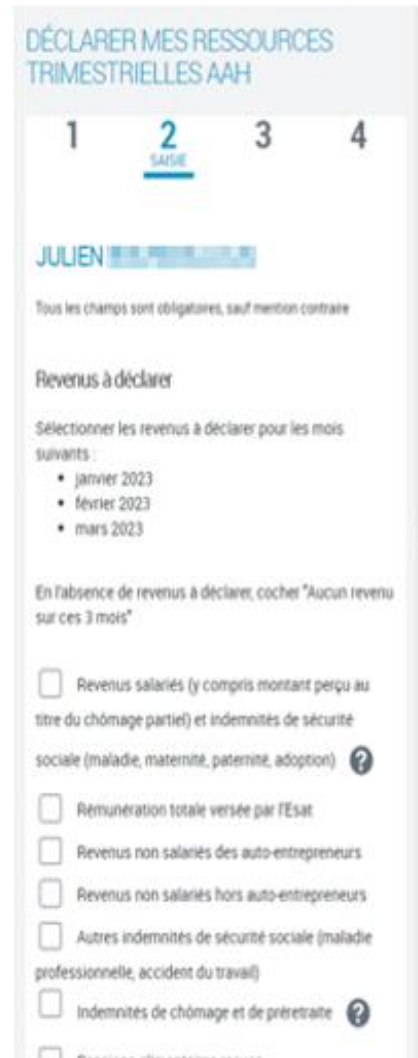 DÉCLARER MES RESSOURCES
TRIMESTRIELLES AAH
1 2 3 4
SAISIE
JULIEN
Tous les champs sont obligatoires, sauf mention contraire
Revenus à déclarer
Sélectionner les revenus à déclarer pour les mois
suivants :
• janvier 2023
• février 2023
• mars 2023
En l'absence de revenus à déclarer, cocher "Aucun revenu
sur ces 3 mois"
Revenus salariés (y compris montant perçu au
titre du chômage partiel) et indemnités de sécurité
sociale (maladie, maternité, paternité, adoption) ?
Rémunération totale versée par l'Esat
Revenus non salariés des auto-entrepreneurs
Revenus non salariés hors auto-entrepreneurs
Autres indemnités de sécurité sociale (maladie
professionnelle, accident du travail)
Indemnités de chômage et de préretraite ?